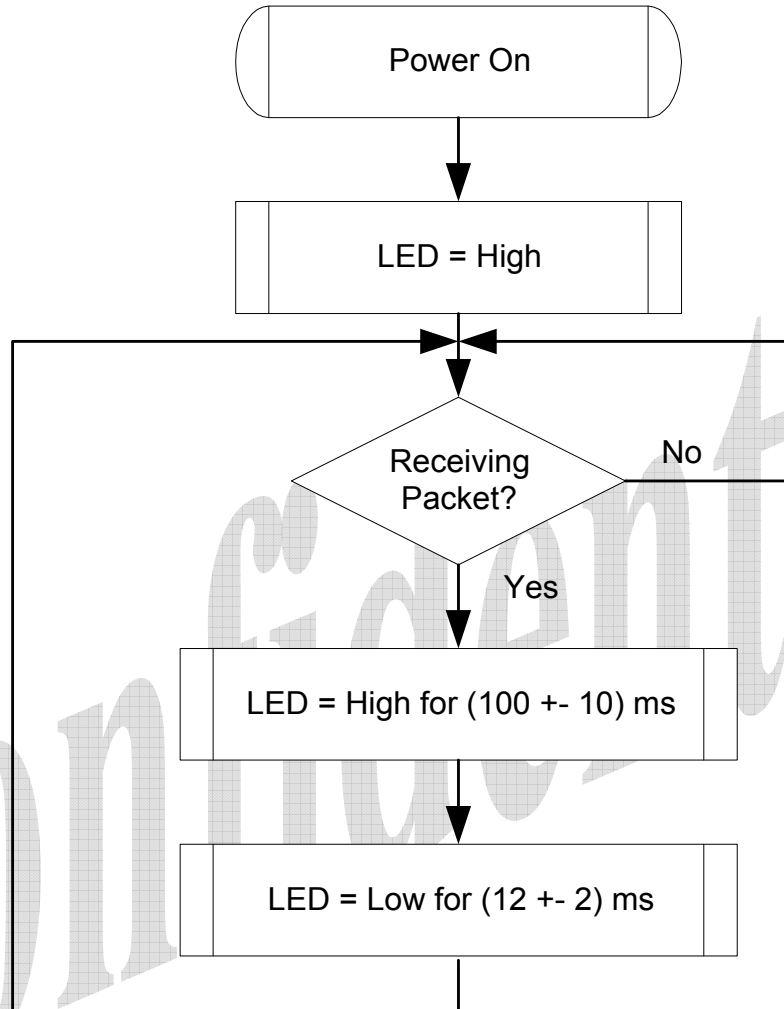 Power On
LED = High
Receiving
Packet?
No
Yes
LED = High for (100 +- 10) ms
LED = Low for (12 +- 2) ms